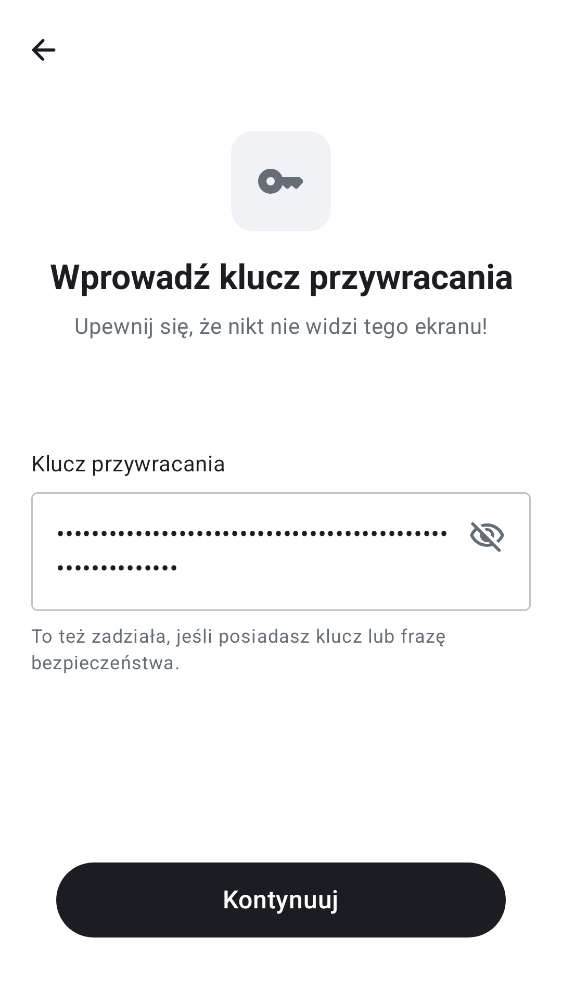 Wprowadź klucz przywracania
Upewnij się, że nikt nie widzi tego ekranu!
Klucz przywracania
•••••••••••••••••••••••••••••••••••••••••••••
••••••••••••••
To też zadziała, jeśli posiadasz klucz lub frazę
bezpieczeństwa.
Kontynuuj